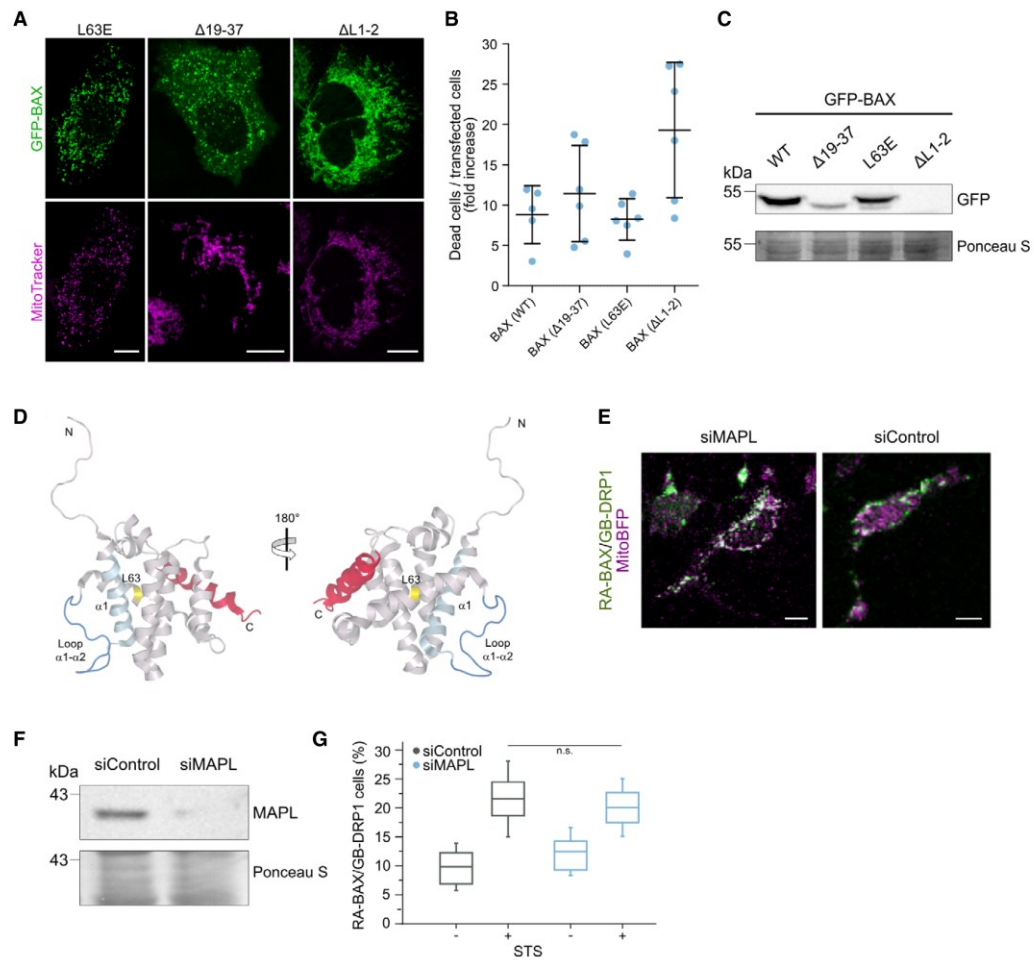 A
L63E
Δ19-37
ΔL1-2
GFP-BAX
MitoTracker
B
Dead cells / transfected cells
(fold increase)
30
25
20
15
10
5
0
BAX (WT)
BAX (Δ19-37)
BAX (L63E)
BAX (ΔL1-2)
C
GFP-BAX
WT
Δ19-37
L63E
ΔL1-2
kDa
55
GFP
55
Ponceau S
D
N
L63
α1
Loop
α1-α2
C
180°
N
L63
α1
C
Loop
α1-α2
E
siMAPL
siControl
RA-BAX/GB-DRP1
MitoBFP
F
siControl
siMAPL
kDa
43
MAPL
43
Ponceau S
G
RA-BAX/GB-DRP1 cells (%)
30
25
20
15
10
5
0
siControl
siMAPL
n.s.
-
+
-
+
STS